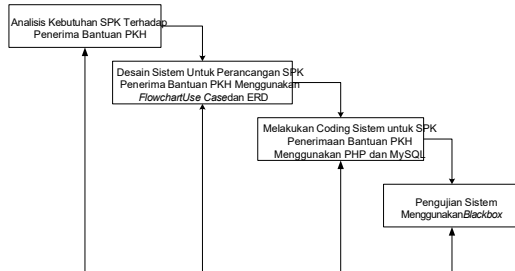 Analisis Kebutuhan SPK Terhadap
Penerima Bantuan PKH
Desain Sistem Untuk Perancangan SPK
Penerima Bantuan PKH Menggunakan
FlowchartUse Casedan ERD
Melakukan Coding Sistem untuk SPK
Penerimaan Bantuan PKH
Menggunakan PHP dan MySQL
Pengujian Sistem
MenggunakanBlackbox